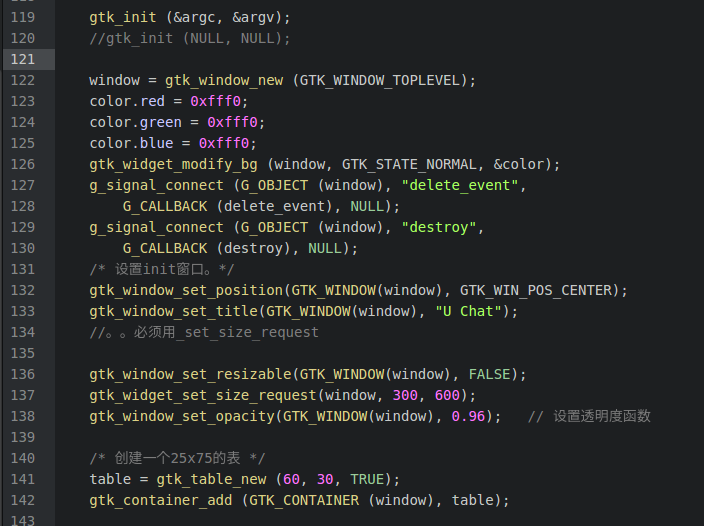 119 gtk_init (&argc, &argv);
120 //gtk_init (NULL, NULL);
121
122 window = gtk_window_new (GTK_WINDOW_TOPLEVEL);
123 color.red = 0xfff0;
124 color.green = 0xfff0;
125 color.blue = 0xfff0;
126 gtk_widget_modify_bg (window, GTK_STATE_NORMAL, &color);
127 g_signal_connect (G_OBJECT (window), "delete_event",
128 G_CALLBACK (delete_event), NULL);
129 g_signal_connect (G_OBJECT (window), "destroy",
130 G_CALLBACK (destroy), NULL);
131 /* 设置init窗口。*/
132 gtk_window_set_position(GTK_WINDOW(window), GTK_WIN_POS_CENTER);
133 gtk_window_set_title(GTK_WINDOW(window), "U Chat");
134 //。。必须用_set_size_request
135
136 gtk_window_set_resizable(GTK_WINDOW(window), FALSE);
137 gtk_widget_set_size_request(window, 300, 600);
138 gtk_window_set_opacity(GTK_WINDOW(window), 0.96); // 设置透明度函数
139
140 /* 创建一个25x75的表 */
141 table = gtk_table_new (60, 30, TRUE);
142 gtk_container_add (GTK_CONTAINER (window), table);
143